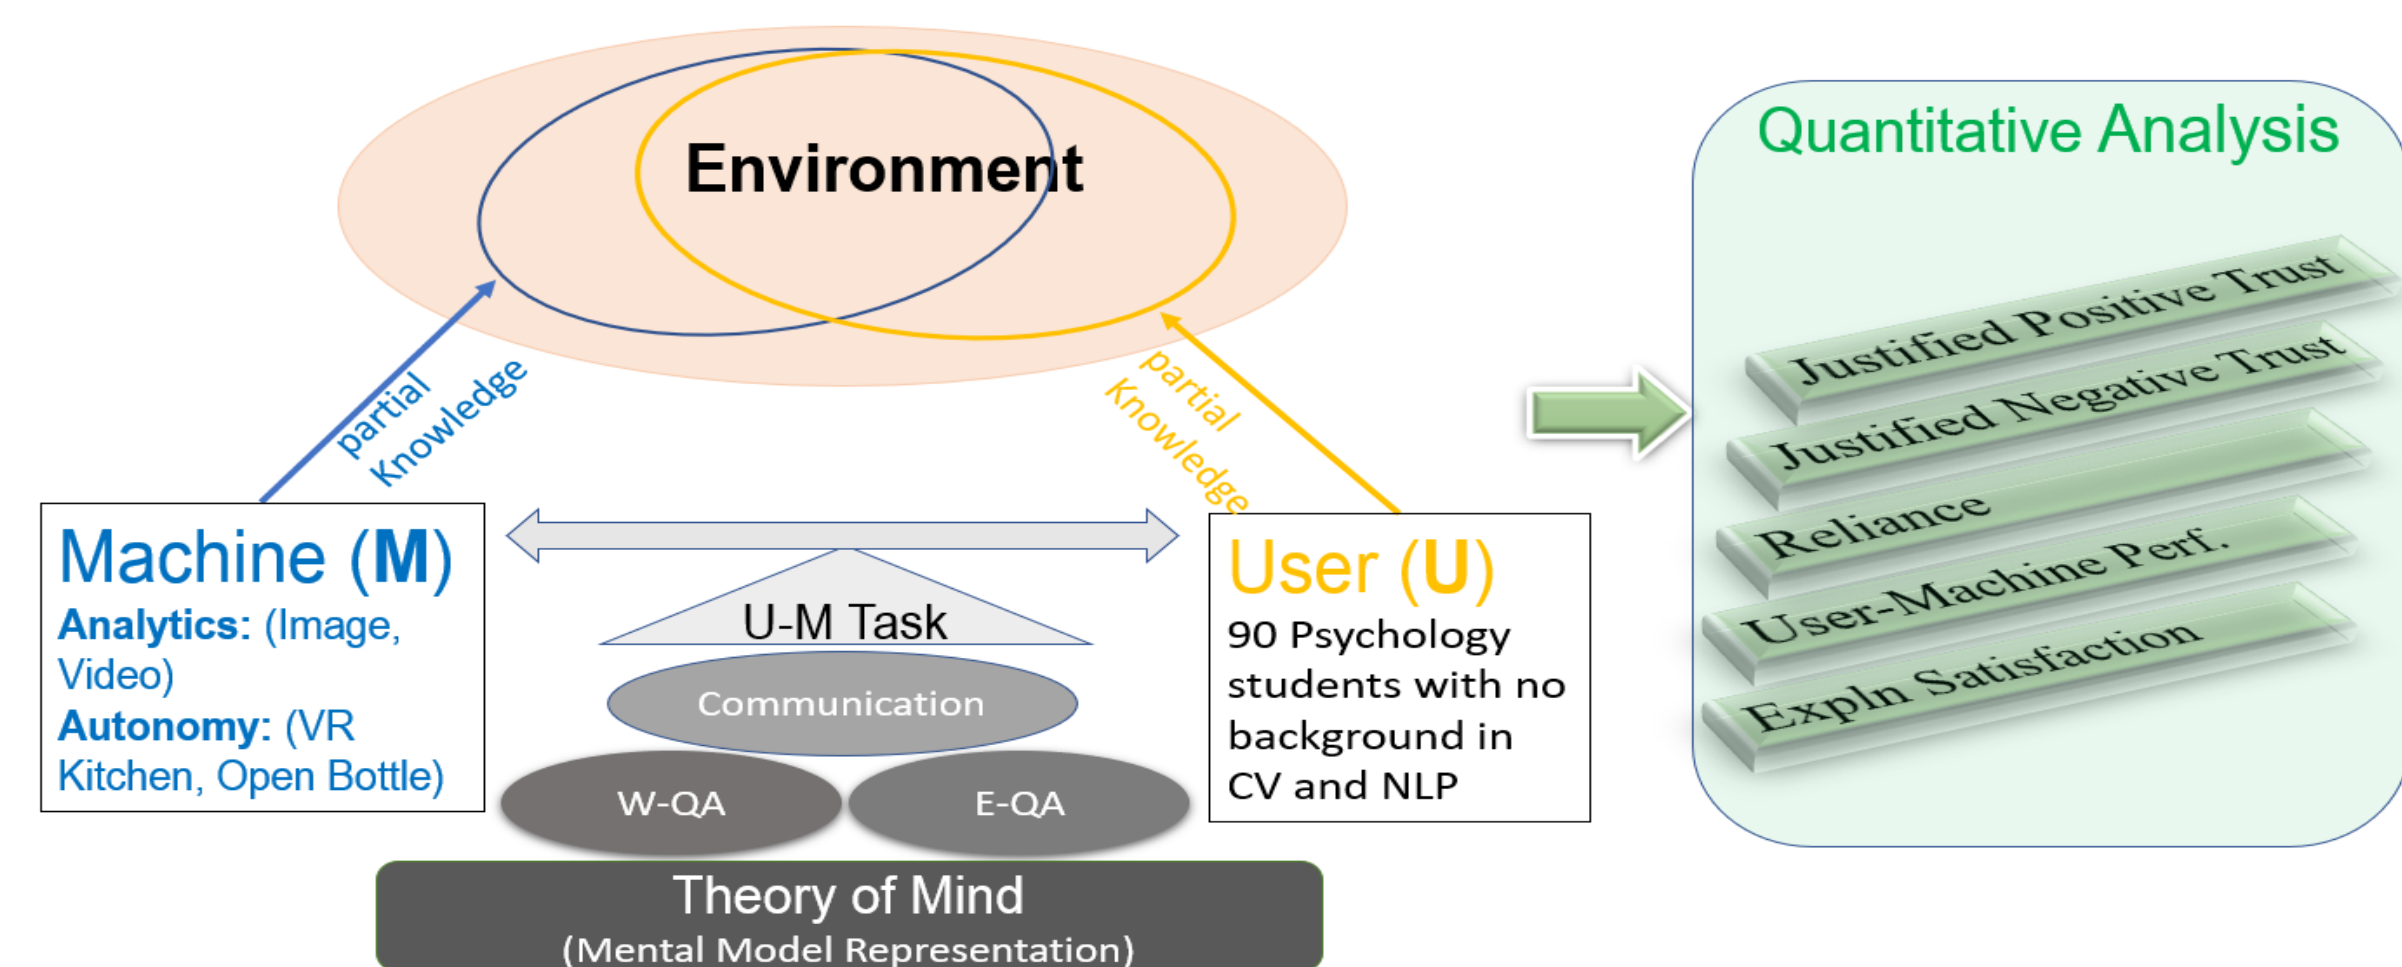 Environment
partial
Knowledge
partial
Knowledge
Machine (M)
Analytics: (Image,
Video)
Autonomy: (VR
Kitchen, Open Bottle)
U-M Task
Communication
W-QA
E-QA
Theory of Mind
(Mental Model Representation)
User (U)
90 Psychology
students with no
background in
CV and NLP
Quantitative Analysis
Justified Positive Trust
Justified Negative Trust
Reliance
User-Machine Perf.
Expln Satisfaction